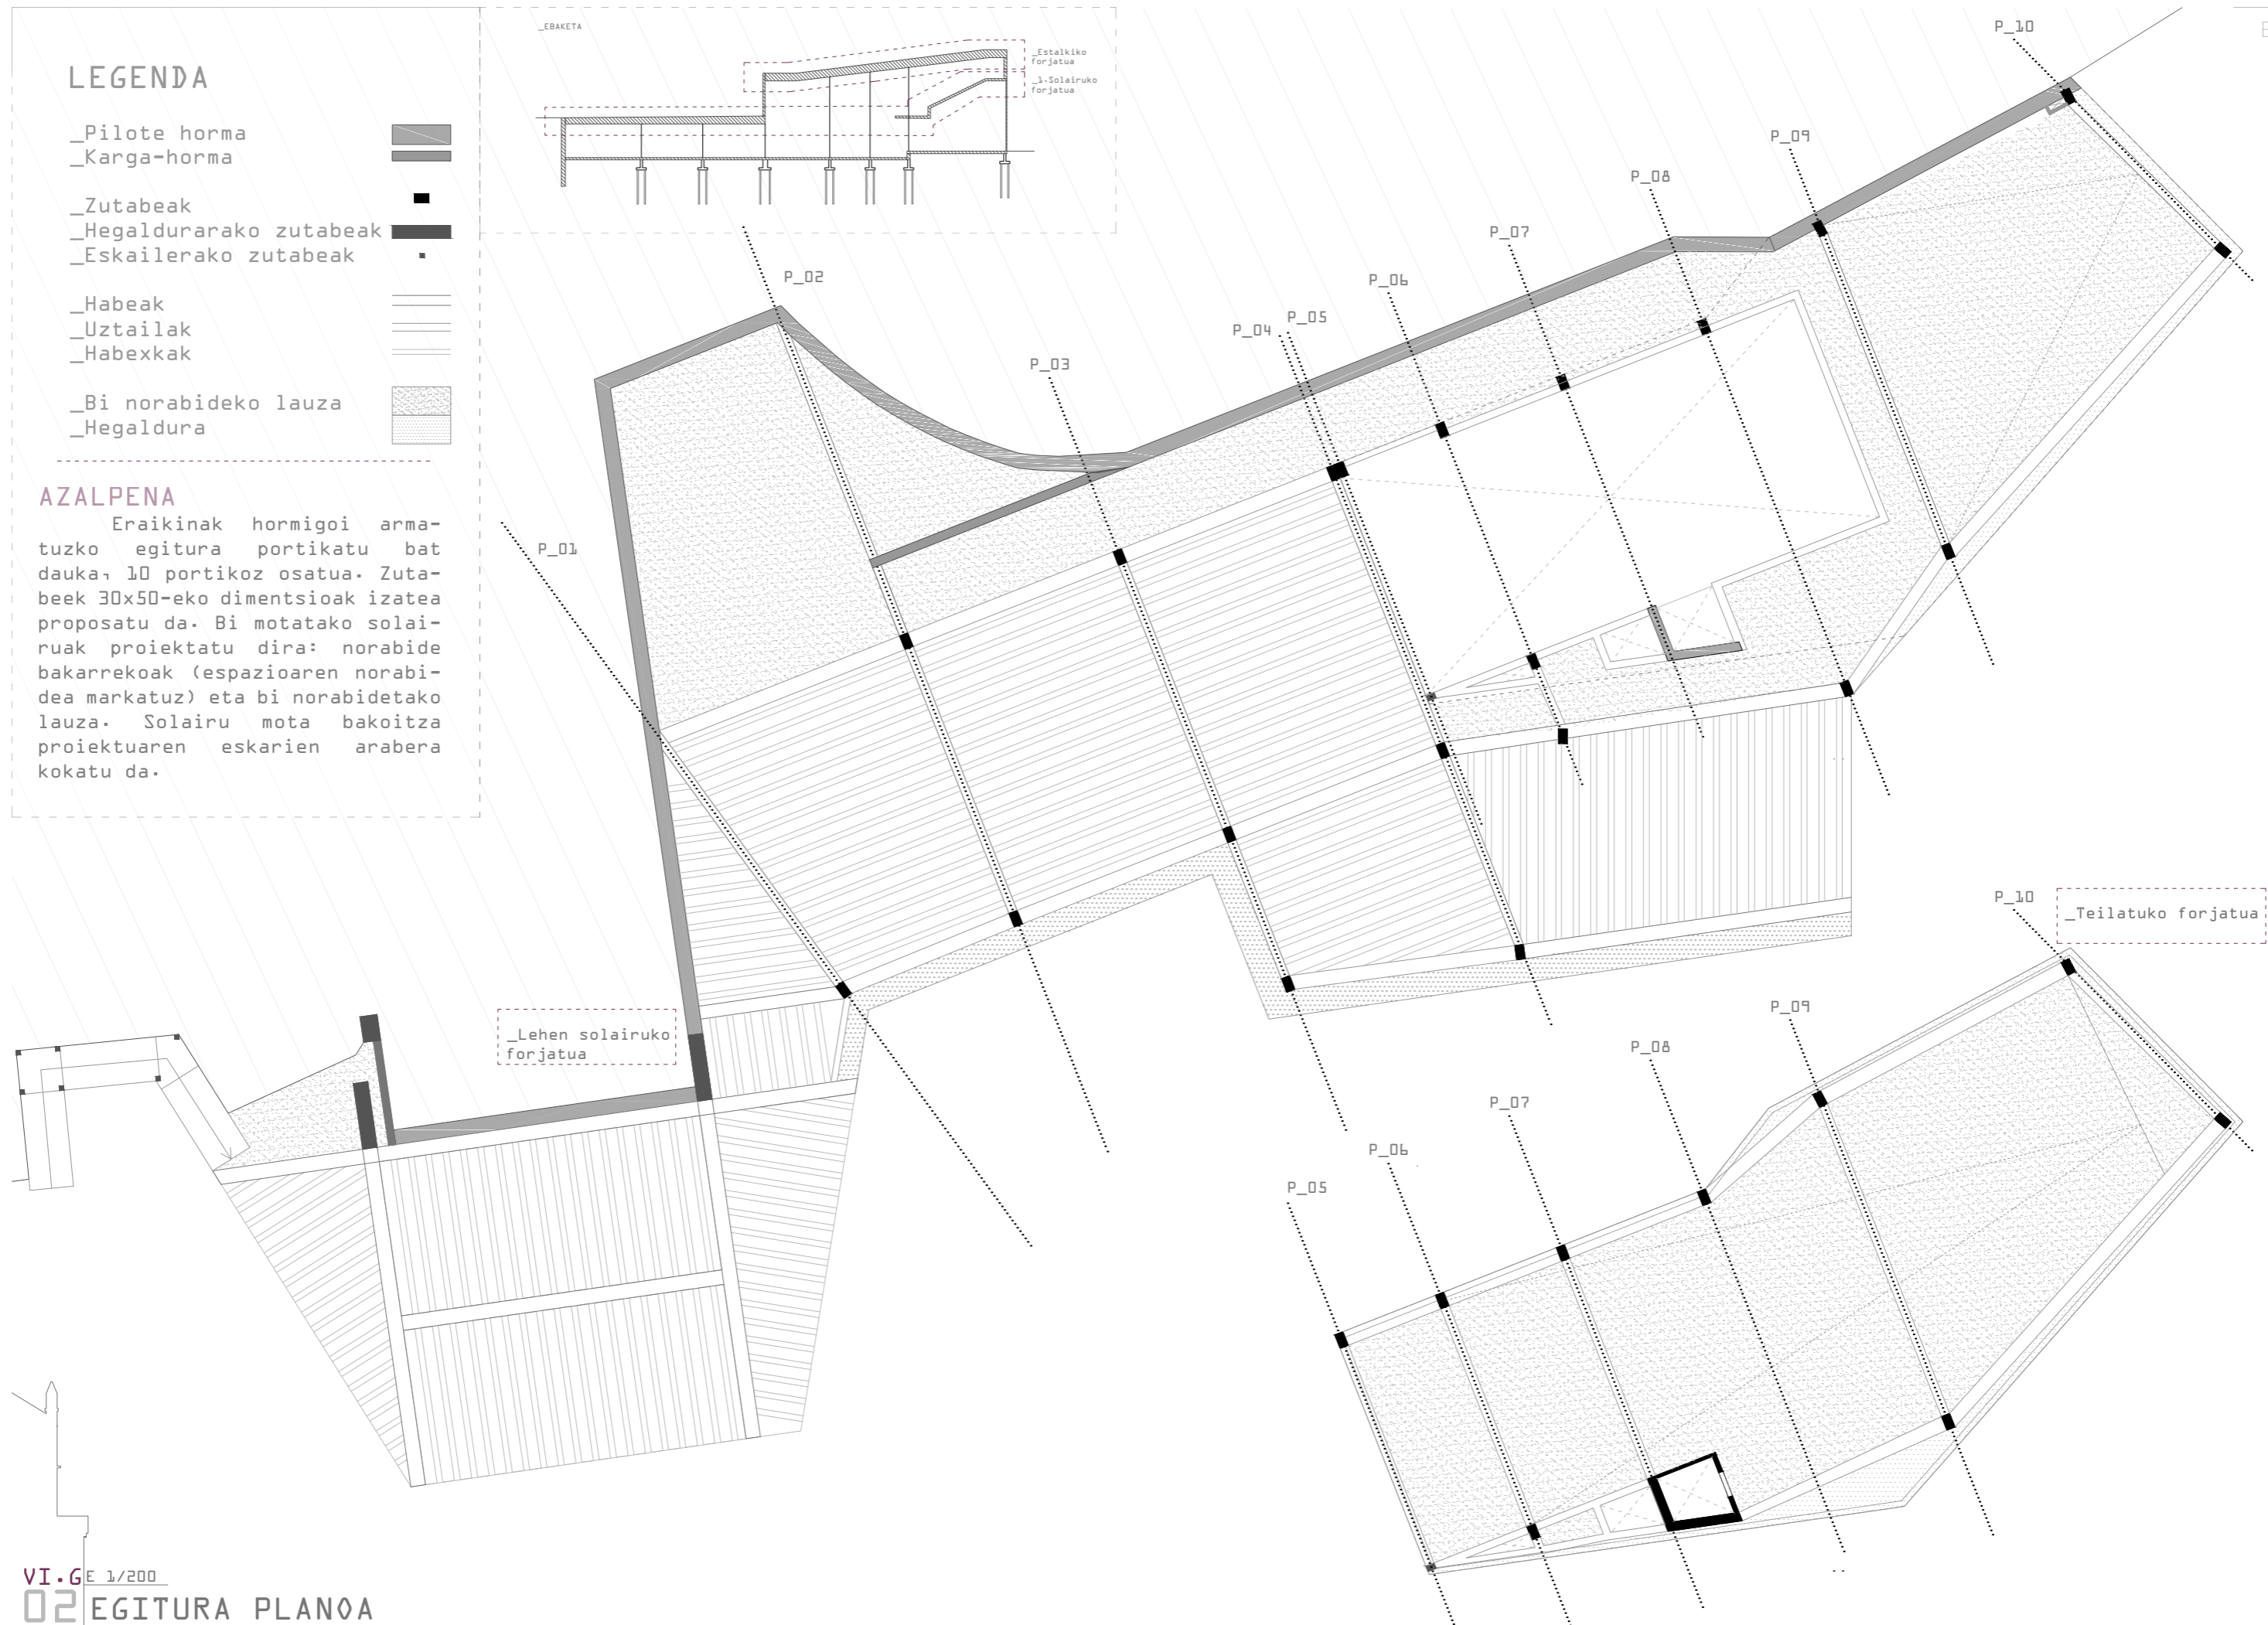 _EBAKETA
_Estalkiko
forjatua
_1.Solairuko
forjatua
LEGENDA
_Pilote horma
_Karga-horma
_Zutabeak
_Hegaldurarako zutabeak
_Eskailerako zutabeak
_Habeak
_Uztailak
_Habexkak
_Bi norabideko lauza
_Hegaldura
AZALPENA
Eraikinak hormigoi arma-
tuzko egitura portikatu bat
dauka, 10 portikoz osatua. Zuta-
beek 30x50-eko dimentsioak izatea
proposatu da. Bi motatako solai-
ruak proiektatu dira: norabide
bakarrekoak (espazioaren norabi-
dea markatuz) eta bi norabidetako
lauza. Solairu mota bakoitza
proiektuaren eskarien arabera
kokatu da.
P_01
P_02
P_03
P_04
P_05
P_06
P_07
P_08
P_09
P_10
_Lehen solairuko
forjatua
_Teilatuko forjatua
P_05
P_06
P_07
P_08
P_09
P_10
VI.G
E 1/200
02 EGITURA PLANOA